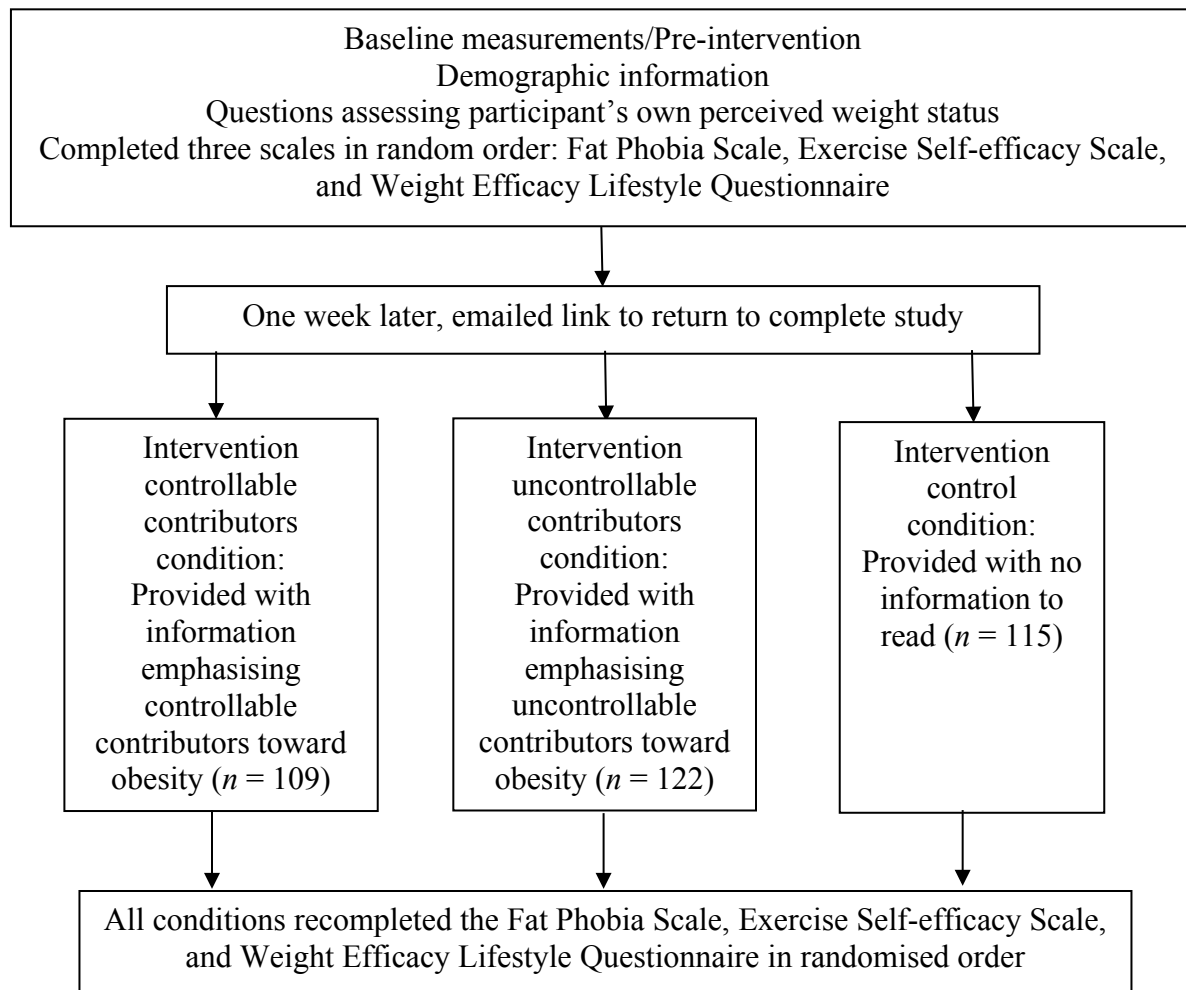 Baseline measurements/Pre-intervention
Demographic information
Questions assessing participant’s own perceived weight status
Completed three scales in random order: Fat Phobia Scale, Exercise Self-efficacy Scale,
and Weight Efficacy Lifestyle Questionnaire
One week later, emailed link to return to complete study
Intervention
controllable
contributors
condition:
Provided with
information
emphasising
controllable
contributors toward
obesity (n = 109)
Intervention
uncontrollable
contributors
condition:
Provided with
information
emphasising
uncontrollable
contributors toward
obesity (n = 122)
Intervention
control
condition:
Provided with no
information to
read (n = 115)
All conditions recompleted the Fat Phobia Scale, Exercise Self-efficacy Scale,
and Weight Efficacy Lifestyle Questionnaire in randomised order